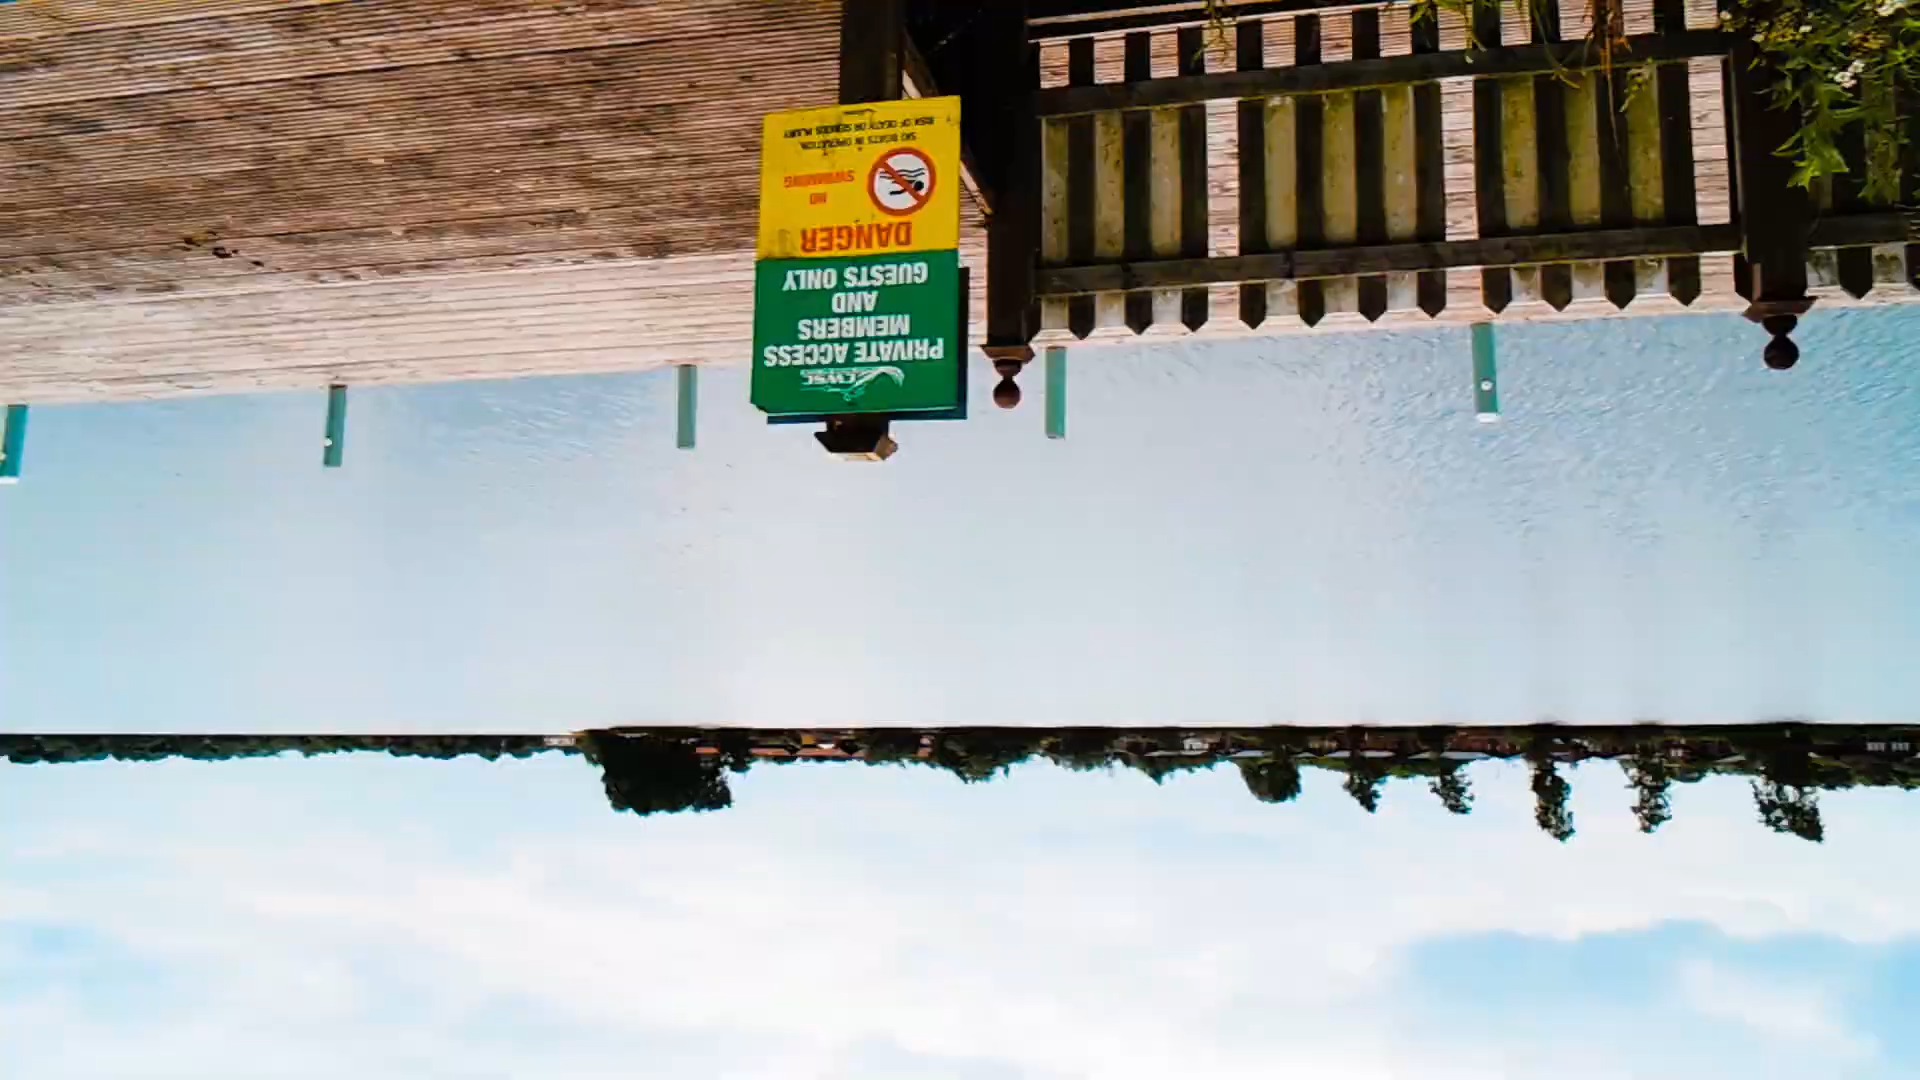 CWSC
PRIVATE ACCESS
MEMBERS
AND
GUESTS ONLY
DANGER
NO
SWIMMING
SKI BOATS IN OPERATION
RISK OF DEATH OR SERIOUS INJURY